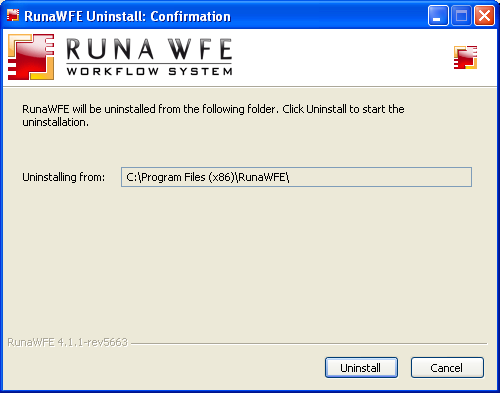 RunaWFE Uninstall: Confirmation
RUNA WFE
WORKFLOW SYSTEM
RunaWFE will be uninstalled from the following folder. Click Uninstall to start the
uninstallation.
Uninstalling from: C:\Program Files (x86)\RunaWFE\
RunaWFE 4.1.1-rev5663
Uninstall Cancel